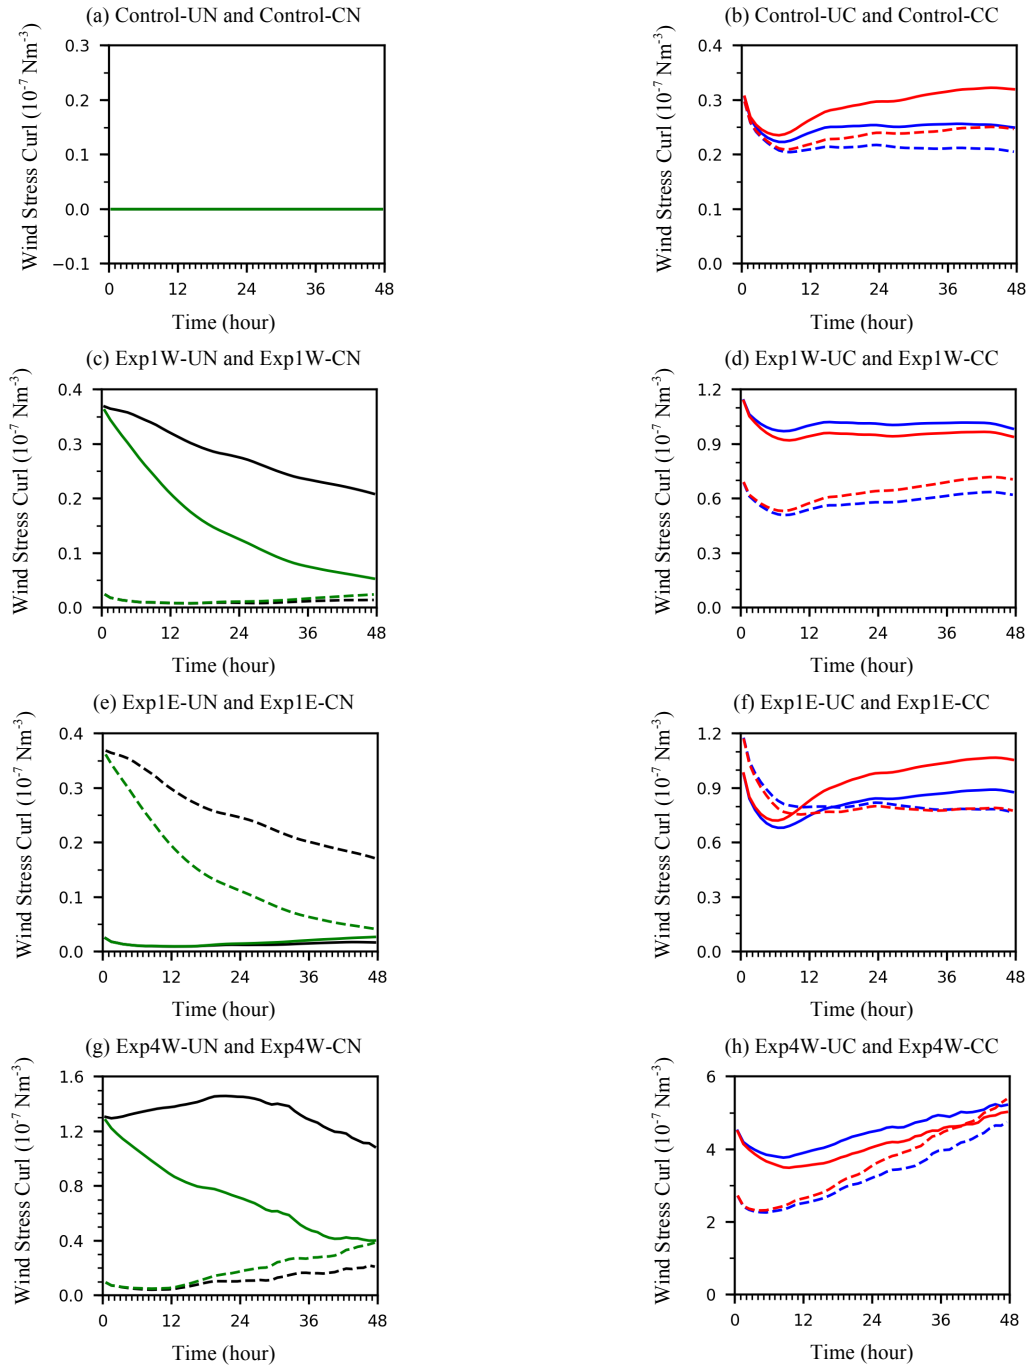 (a) Control-UN and Control-CN
(b) Control-UC and Control-CC
Wind Stress Curl (10⁻⁷ Nm⁻³)
0.3
0.2
0.1
0.0
−0.1
0 12 24 36 48
Time (hour)
Wind Stress Curl (10⁻⁷ Nm⁻³)
0.4
0.3
0.2
0.1
0.0
0 12 24 36 48
Time (hour)
(c) Exp1W-UN and Exp1W-CN
(d) Exp1W-UC and Exp1W-CC
Wind Stress Curl (10⁻⁷ Nm⁻³)
0.4
0.3
0.2
0.1
0.0
0 12 24 36 48
Time (hour)
Wind Stress Curl (10⁻⁷ Nm⁻³)
1.2
0.9
0.6
0.3
0.0
0 12 24 36 48
Time (hour)
(e) Exp1E-UN and Exp1E-CN
(f) Exp1E-UC and Exp1E-CC
Wind Stress Curl (10⁻⁷ Nm⁻³)
0.4
0.3
0.2
0.1
0.0
0 12 24 36 48
Time (hour)
Wind Stress Curl (10⁻⁷ Nm⁻³)
1.2
0.9
0.6
0.3
0.0
0 12 24 36 48
Time (hour)
(g) Exp4W-UN and Exp4W-CN
(h) Exp4W-UC and Exp4W-CC
Wind Stress Curl (10⁻⁷ Nm⁻³)
1.6
1.2
0.8
0.4
0.0
0 12 24 36 48
Time (hour)
Wind Stress Curl (10⁻⁷ Nm⁻³)
6
4
2
0
0 12 24 36 48
Time (hour)